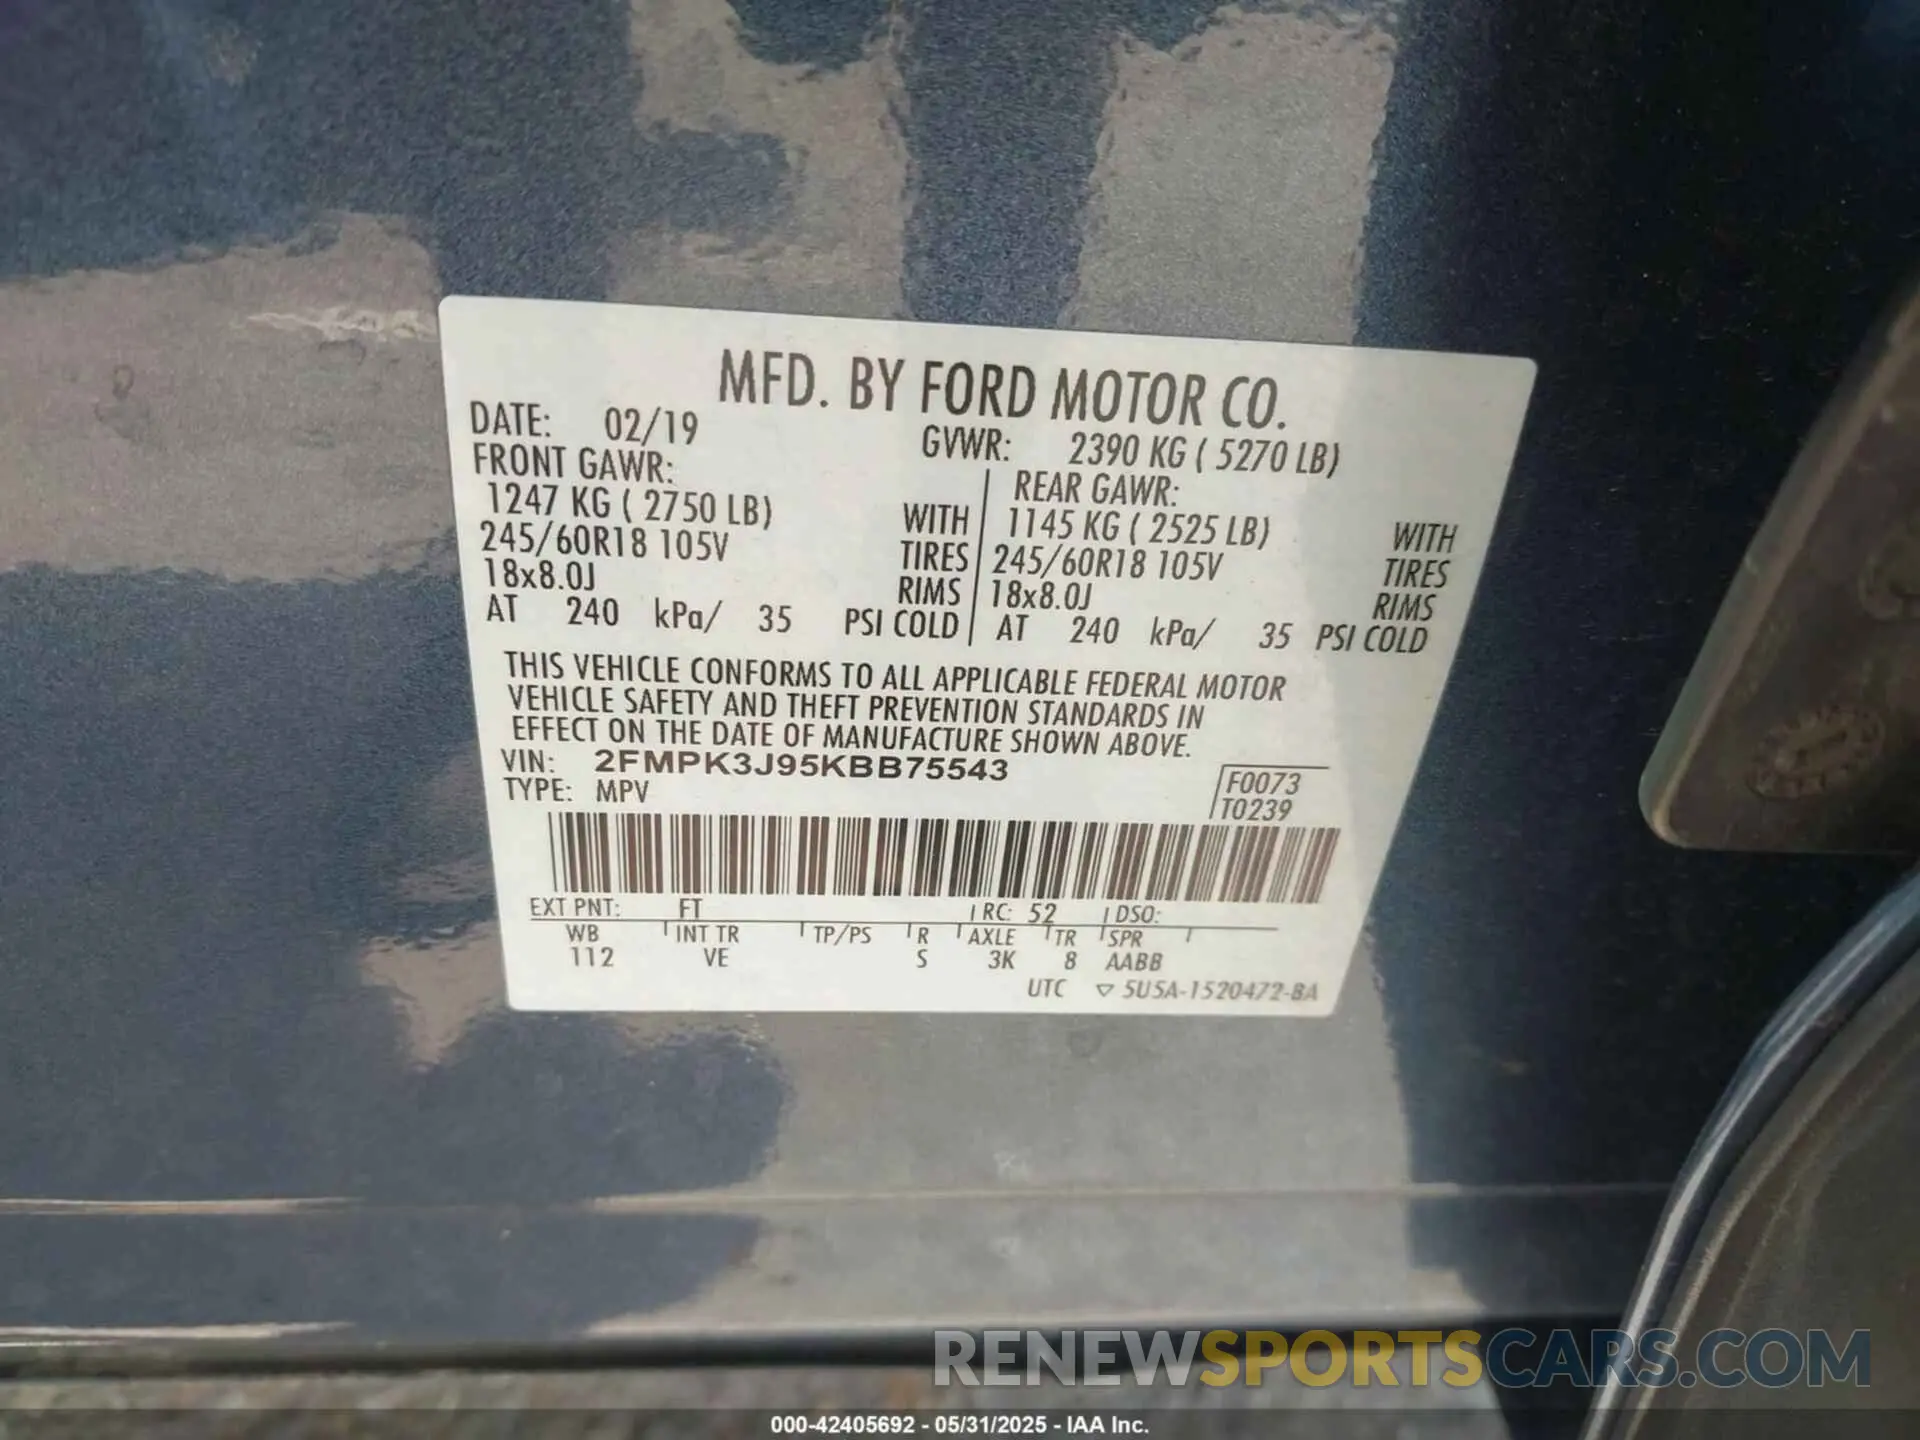 MFD. BY FORD MOTOR CO.
DATE: 02/19
GVWR: 2390 KG ( 5270 LB)
FRONT GAWR:
1247 KG ( 2750 LB) WITH
245/60R18 105V TIRES
18x8.0J RIMS
AT 240 kPa/ 35 PSI COLD
REAR GAWR:
1145 KG ( 2525 LB) WITH
245/60R18 105V TIRES
18x8.0J RIMS
AT 240 kPa/ 35 PSI COLD
THIS VEHICLE CONFORMS TO ALL APPLICABLE FEDERAL MOTOR
VEHICLE SAFETY AND THEFT PREVENTION STANDARDS IN
EFFECT ON THE DATE OF MANUFACTURE SHOWN ABOVE.
VIN: 2FMPK3J95KBB75543
TYPE: MPV
F0073
T0239
EXT PNT: FT RC: 52 DSO:
WB INT TR TP/PS R AXLE TR SPR
112 VE S 3K 8 AABB
UTC ▽ 5U5A-1520472-BA
RENEWSPORTSCARS.COM
000-42405692 - 05/31/2025 - IAA Inc.